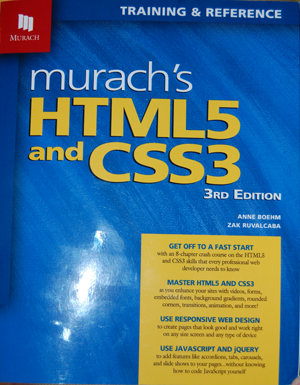 TRAINING & REFERENCE
MURACH
murach's
HTML5
and CSS3
3RD EDITION
ANNE BOEHM
ZAK RUVALCABA
GET OFF TO A FAST START
with an 8-chapter crash course on the HTML5
and CSS3 skills that every professional web
developer needs to know
MASTER HTML5 AND CSS3
as you enhance your sites with videos, forms,
embedded fonts, background gradients, rounded
corners, transitions, animation, and more!
USE RESPONSIVE WEB DESIGN
to create pages that look good and work right
on any size screen and any type of device
USE JAVASCRIPT AND jQUERY
to add features like accordions, tabs, carousels,
and slide shows to your pages...without knowing
how to code JavaScript yourself